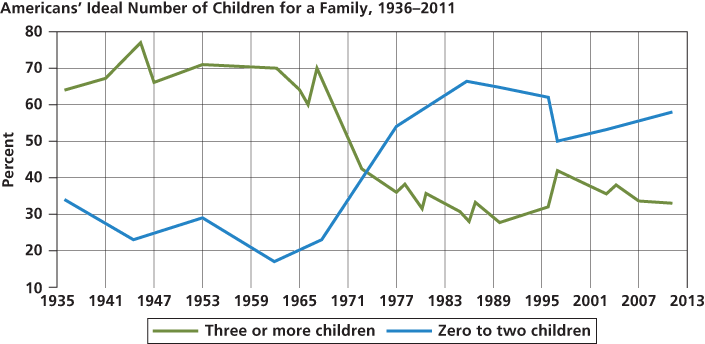 Americans’ Ideal Number of Children for a Family, 1936–2011
80
70
60
50
40
30
20
10
Percent
1935 1941 1947 1953 1959 1965 1971 1977 1983 1989 1995 2001 2007 2013
Three or more children Zero to two children